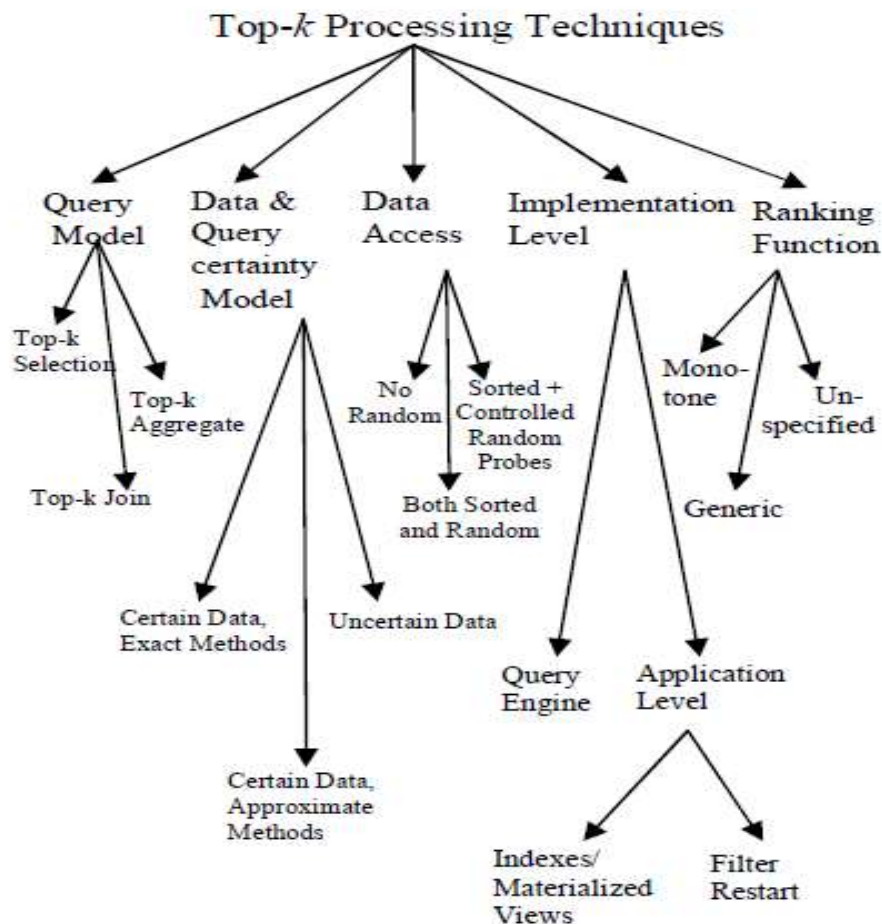 Top-k Processing Techniques
Query
Model
Data &
Query
certainty
Model
Data
Access
Implementation
Level
Ranking
Function
Top-k
Selection
Top-k
Aggregate
Top-k Join
No
Random
Sorted +
Controlled
Random
Probes
Both Sorted
and Random
Mono-
tone
Un-
specified
Generic
Certain Data,
Exact Methods
Uncertain Data
Certain Data,
Approximate
Methods
Query
Engine
Application
Level
Indexes/
Materialized
Views
Filter
Restart